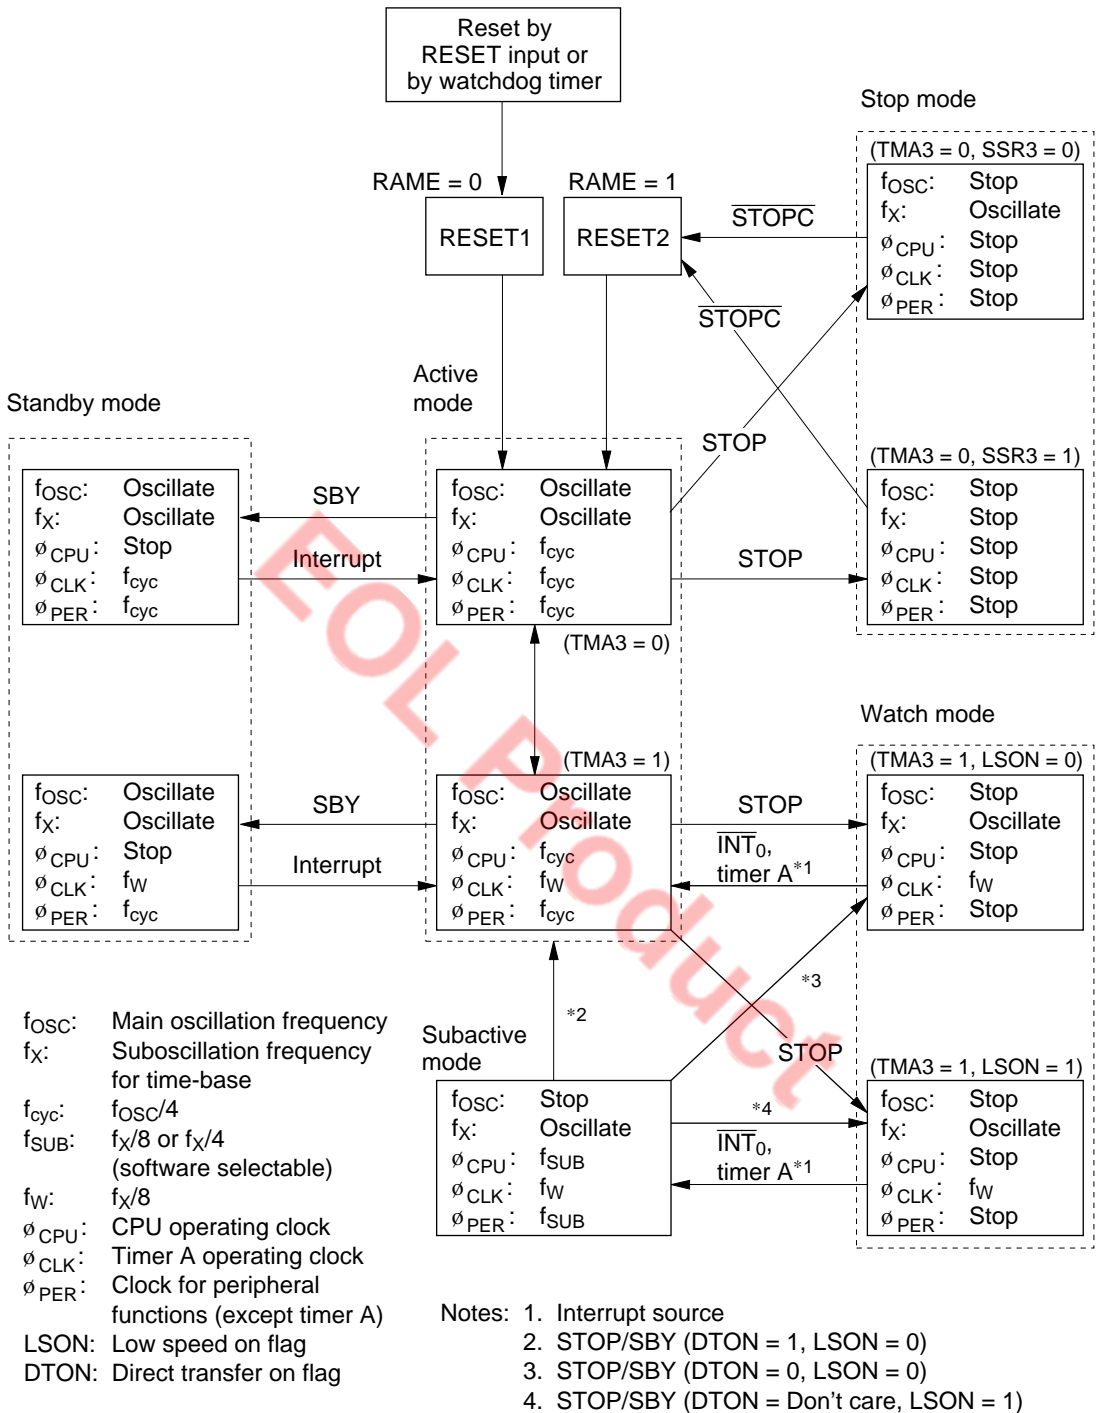 Reset by
RESET input or
by watchdog timer
Stop mode
RAME = 0
RAME = 1
(TMA3 = 0, SSR3 = 0)
RESET1
RESET2
STOPC
fOSC: Stop
fX: Oscillate
øCPU: Stop
øCLK: Stop
øPER: Stop
STOPC
STOP
Standby mode
Active
mode
(TMA3 = 0, SSR3 = 1)
fOSC: Oscillate
fX: Oscillate
øCPU: Stop
øCLK: fcyc
øPER: fcyc
SBY
Interrupt
fOSC: Oscillate
fX: Oscillate
øCPU: fcyc
øCLK: fcyc
øPER: fcyc
(TMA3 = 0)
STOP
fOSC: Stop
fX: Stop
øCPU: Stop
øCLK: Stop
øPER: Stop
Watch mode
(TMA3 = 1)
(TMA3 = 1, LSON = 0)
fOSC: Oscillate
fX: Oscillate
øCPU: Stop
øCLK: fW
øPER: fcyc
SBY
Interrupt
fOSC: Oscillate
fX: Oscillate
øCPU: fcyc
øCLK: fW
øPER: fcyc
STOP
INT0,
timer A*1
fOSC: Stop
fX: Oscillate
øCPU: Stop
øCLK: fW
øPER: Stop
*2
*3
STOP
Subactive
mode
(TMA3 = 1, LSON = 1)
fOSC: Stop
fX: Oscillate
øCPU: fSUB
øCLK: fW
øPER: fSUB
*4
INT0,
timer A*1
fOSC: Stop
fX: Oscillate
øCPU: Stop
øCLK: fW
øPER: Stop
fOSC: Main oscillation frequency
fX: Suboscillation frequency
for time-base
fcyc: fOSC/4
fSUB: fX/8 or fX/4
(software selectable)
fW: fX/8
øCPU: CPU operating clock
øCLK: Timer A operating clock
øPER: Clock for peripheral
functions (except timer A)
LSON: Low speed on flag
DTON: Direct transfer on flag
Notes: 1. Interrupt source
2. STOP/SBY (DTON = 1, LSON = 0)
3. STOP/SBY (DTON = 0, LSON = 0)
4. STOP/SBY (DTON = Don't care, LSON = 1)
EOL Product